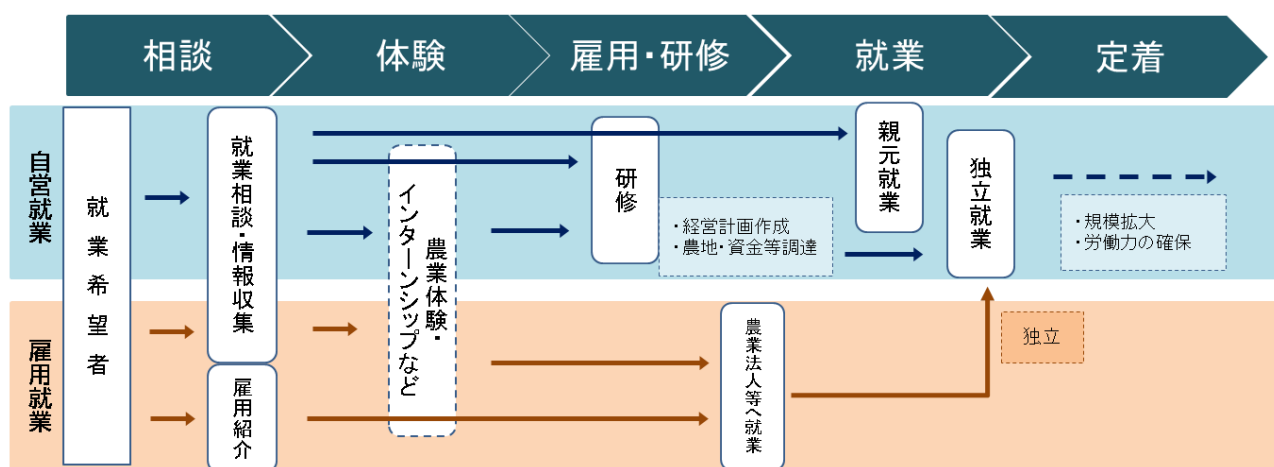 相談
体験
雇用・研修
就業
定着
自営就業
雇用就業
就業希望者
就業相談・情報収集
雇用紹介
農業体験・
インターンシップなど
研修
・経営計画作成
・農地・資金等調達
親元就業
独立就業
・規模拡大
・労働力の確保
農業法人等へ就業
独立